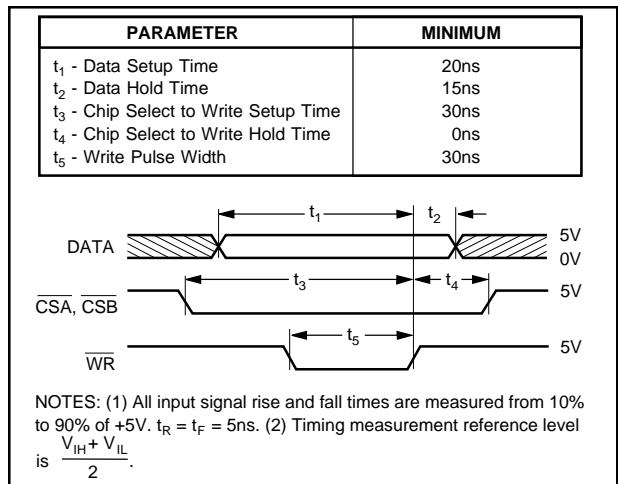 PARAMETER MINIMUM
t1 - Data Setup Time 20ns
t2 - Data Hold Time 15ns
t3 - Chip Select to Write Setup Time 30ns
t4 - Chip Select to Write Hold Time 0ns
t5 - Write Pulse Width 30ns
t1 t2
DATA 5V
0V
t3 t4
CSA, CSB 5V
t5
WR 5V
NOTES: (1) All input signal rise and fall times are measured from 10%
to 90% of +5V. tR = tF = 5ns. (2) Timing measurement reference level
is VIH + VIL / 2.